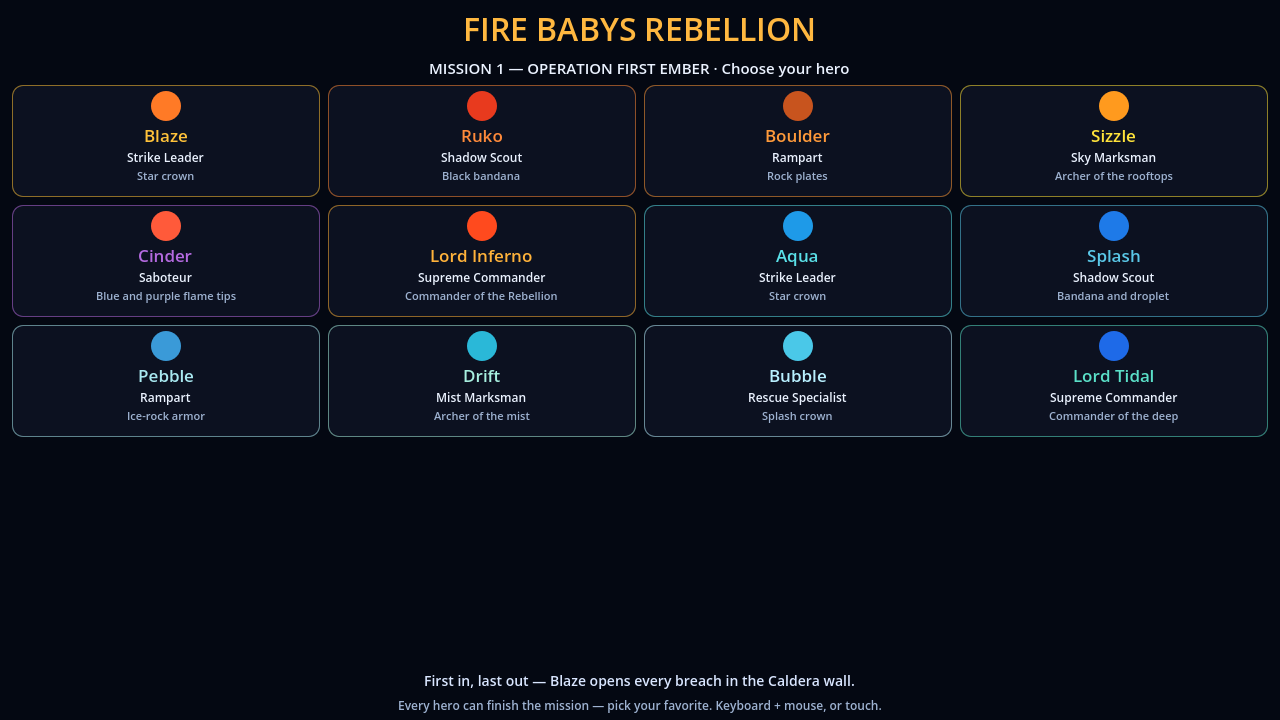 FIRE BABYS REBELLION
MISSION 1 — OPERATION FIRST EMBER · Choose your hero
Blaze
Strike Leader
Star crown
Ruko
Shadow Scout
Black bandana
Boulder
Rampart
Rock plates
Sizzle
Sky Marksman
Archer of the rooftops
Cinder
Saboteur
Blue and purple flame tips
Lord Inferno
Supreme Commander
Commander of the Rebellion
Aqua
Strike Leader
Star crown
Splash
Shadow Scout
Bandana and droplet
Pebble
Rampart
Ice-rock armor
Drift
Mist Marksman
Archer of the mist
Bubble
Rescue Specialist
Splash crown
Lord Tidal
Supreme Commander
Commander of the deep
First in, last out — Blaze opens every breach in the Caldera wall.
Every hero can finish the mission — pick your favorite. Keyboard + mouse, or touch.